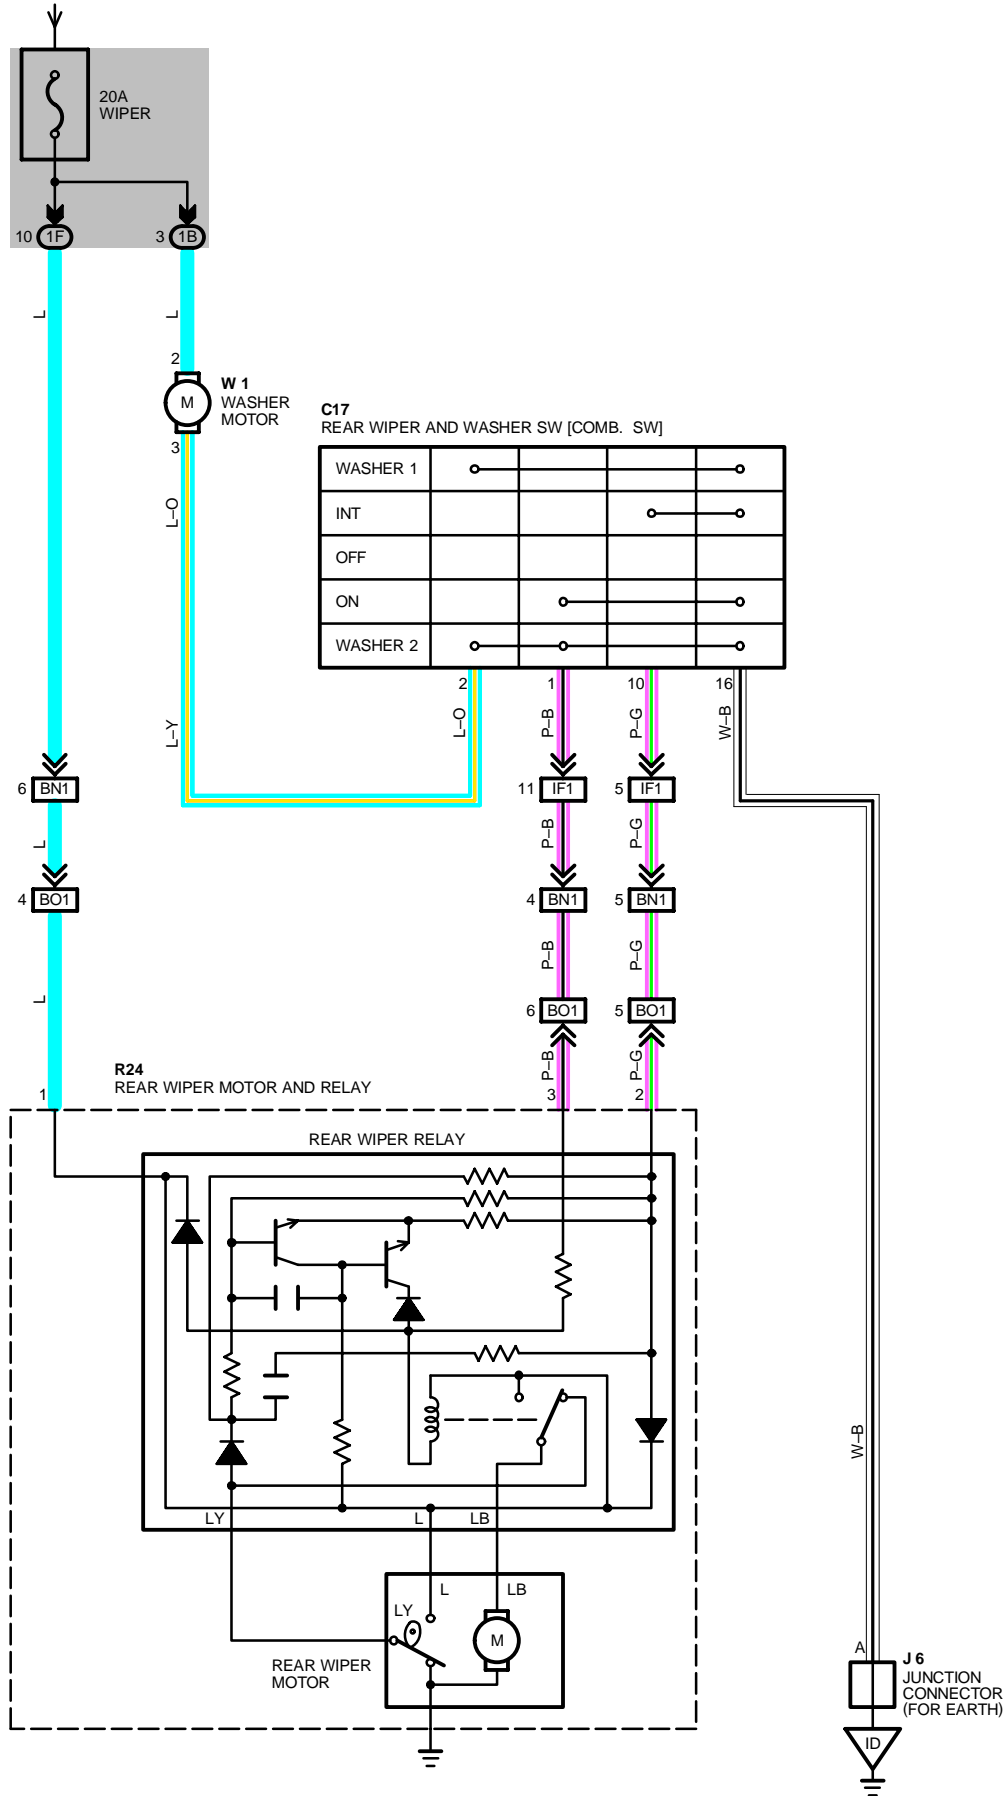 20A
WIPER
10 1F
3 1B
L
L
2
M
W 1
WASHER
MOTOR
3
L–O
L–Y
C17
REAR WIPER AND WASHER SW [COMB. SW]
WASHER 1
INT
OFF
ON
WASHER 2
2
1
10
16
L–O
P–B
P–G
W–B
6 BN1
11 IF1
5 IF1
L
P–B
P–G
4 BO1
4 BN1
5 BN1
L
P–B
P–G
6 BO1
5 BO1
P–B
P–G
R24
REAR WIPER MOTOR AND RELAY
1
3
2
REAR WIPER RELAY
W–B
LY
L
LB
L
LB
LY
M
REAR WIPER
MOTOR
A
J 6
JUNCTION
CONNECTOR
(FOR EARTH)
ID